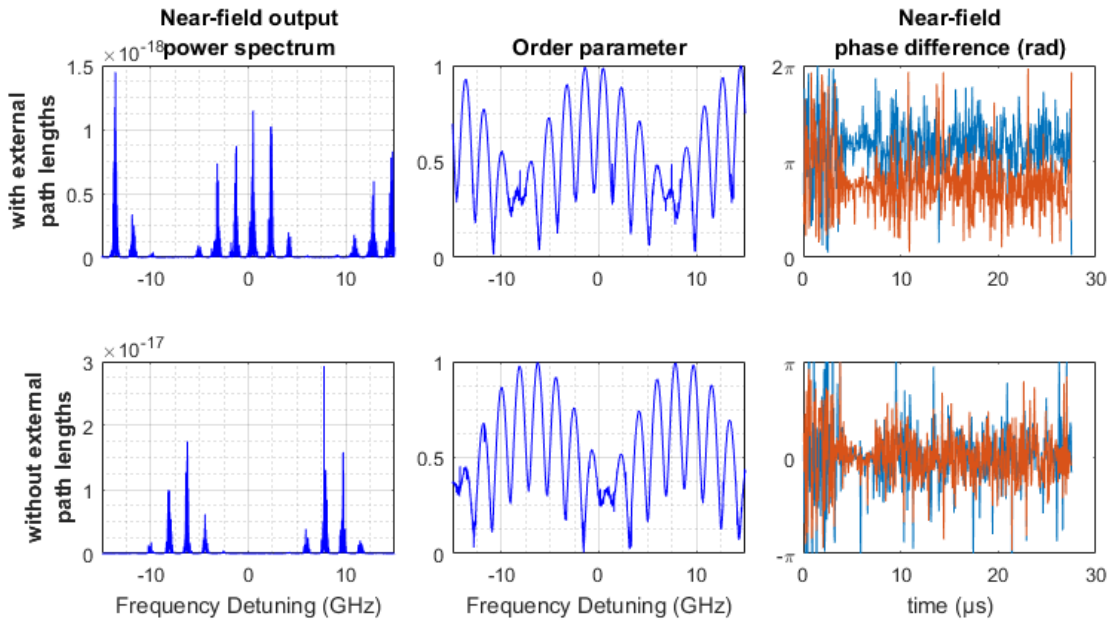 Near-field output
power spectrum
Order parameter
Near-field
phase difference (rad)
×10⁻¹⁸
with external
path lengths
1.5
1
0.5
0
-10
0
10
1
0.5
0
-10
0
10
2π
π
0
0
10
20
30
×10⁻¹⁷
without external
path lengths
3
2
1
0
-10
0
10
Frequency Detuning (GHz)
1
0.5
0
-10
0
10
Frequency Detuning (GHz)
π
0
-π
0
10
20
30
time (µs)